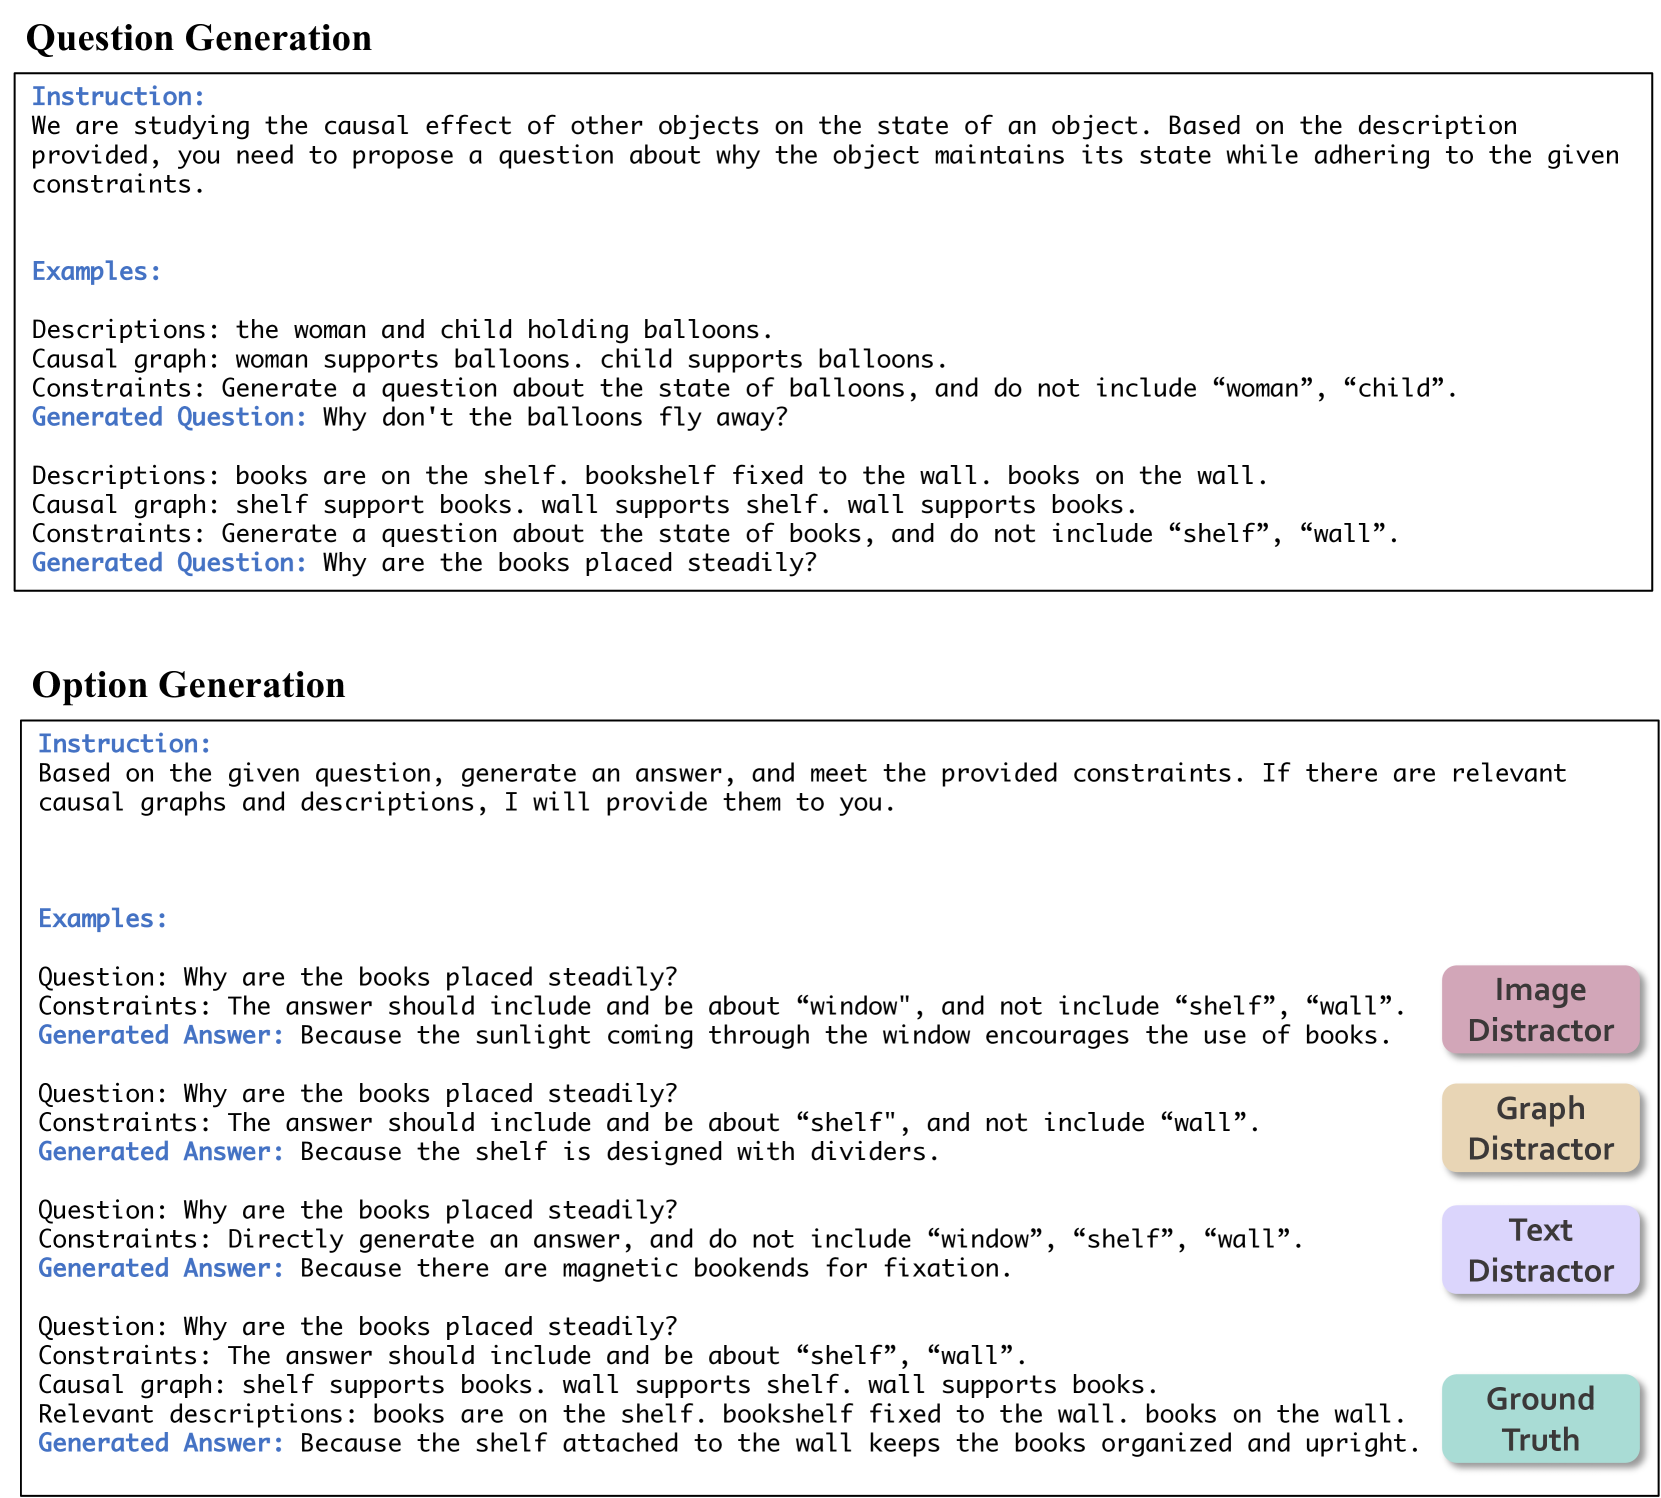 Question Generation
Instruction:
We are studying the causal effect of other objects on the state of an object. Based on the description
provided, you need to propose a question about why the object maintains its state while adhering to the given
constraints.
Examples:
Descriptions: the woman and child holding balloons.
Causal graph: woman supports balloons. child supports balloons.
Constraints: Generate a question about the state of balloons, and do not include “woman”, “child”.
Generated Question: Why don't the balloons fly away?
Descriptions: books are on the shelf. bookshelf fixed to the wall. books on the wall.
Causal graph: shelf support books. wall supports shelf. wall supports books.
Constraints: Generate a question about the state of books, and do not include “shelf”, “wall”.
Generated Question: Why are the books placed steadily?
Option Generation
Instruction:
Based on the given question, generate an answer, and meet the provided constraints. If there are relevant
causal graphs and descriptions, I will provide them to you.
Examples:
Question: Why are the books placed steadily?
Constraints: The answer should include and be about “window", and not include “shelf”, “wall”.
Generated Answer: Because the sunlight coming through the window encourages the use of books.
Image
Distractor
Question: Why are the books placed steadily?
Constraints: The answer should include and be about “shelf", and not include “wall”.
Generated Answer: Because the shelf is designed with dividers.
Graph
Distractor
Question: Why are the books placed steadily?
Constraints: Directly generate an answer, and do not include “window”, “shelf”, “wall”.
Generated Answer: Because there are magnetic bookends for fixation.
Text
Distractor
Question: Why are the books placed steadily?
Constraints: The answer should include and be about “shelf”, “wall”.
Causal graph: shelf supports books. wall supports shelf. wall supports books.
Relevant descriptions: books are on the shelf. bookshelf fixed to the wall. books on the wall.
Generated Answer: Because the shelf attached to the wall keeps the books organized and upright.
Ground
Truth